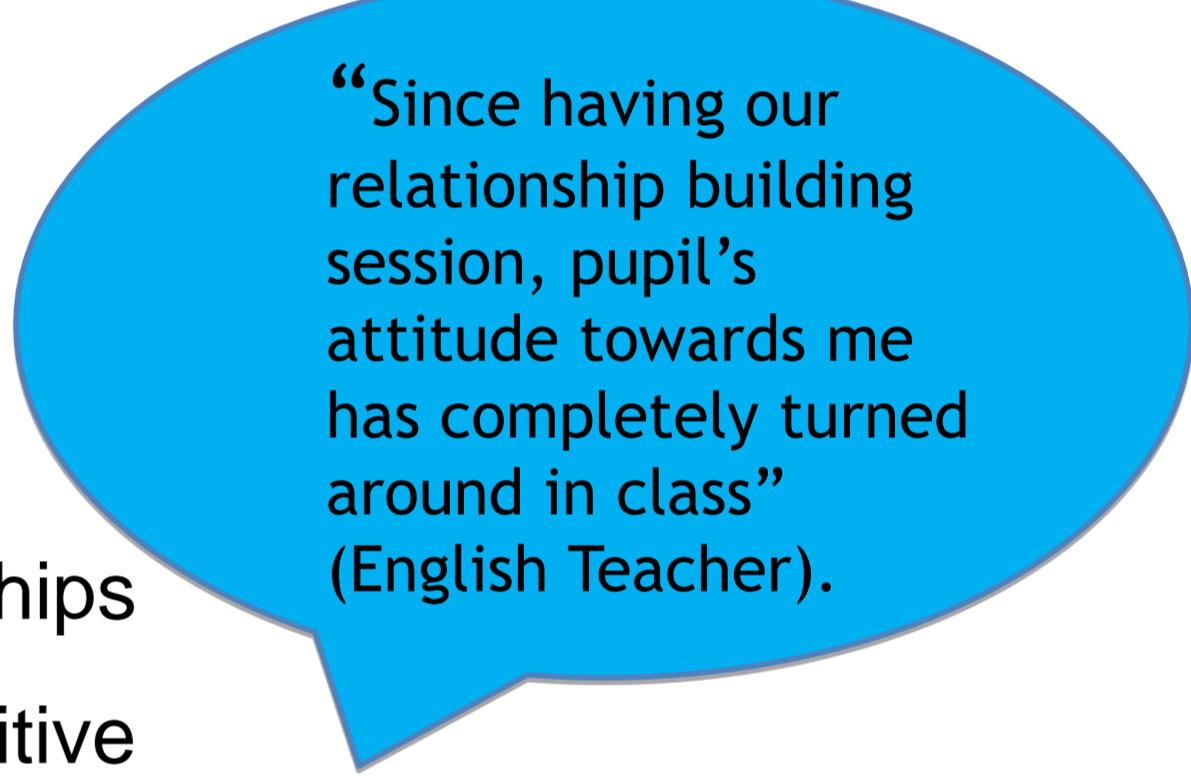 “Since having our
relationship building
session, pupil’s
attitude towards me
has completely turned
around in class”
(English Teacher).
hips
itive